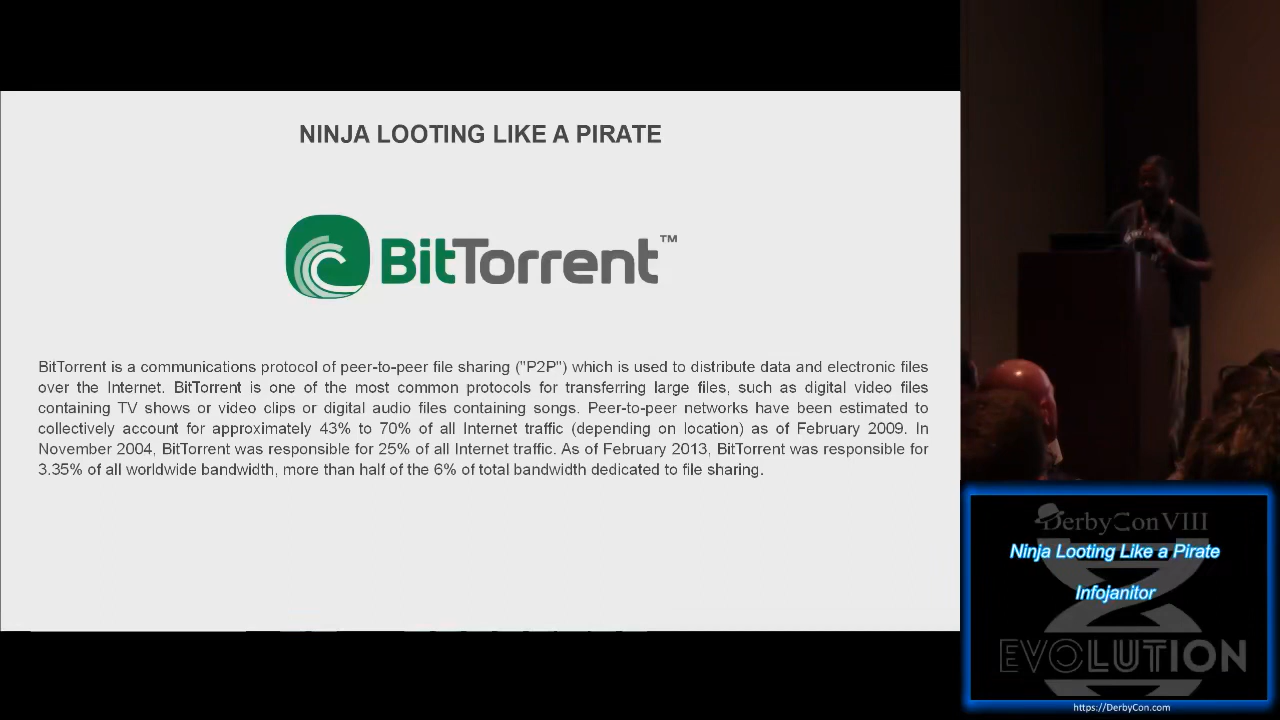 NINJA LOOTING LIKE A PIRATE
BitTorrent™
BitTorrent is a communications protocol of peer-to-peer file sharing ("P2P") which is used to distribute data and electronic files
over the Internet. BitTorrent is one of the most common protocols for transferring large files, such as digital video files
containing TV shows or video clips or digital audio files containing songs. Peer-to-peer networks have been estimated to
collectively account for approximately 43% to 70% of all Internet traffic (depending on location) as of February 2009. In
November 2004, BitTorrent was responsible for 25% of all Internet traffic. As of February 2013, BitTorrent was responsible for
3.35% of all worldwide bandwidth, more than half of the 6% of total bandwidth dedicated to file sharing.
DerbyCon VIII
Ninja Looting Like a Pirate
Infojanitor
EVOLUTION
https://DerbyCon.com